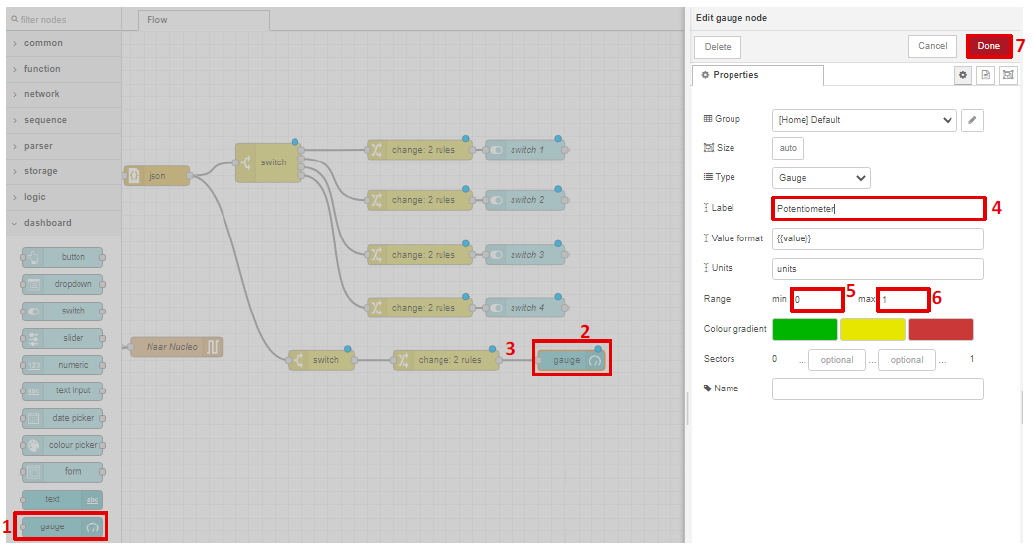 filter nodes
Flow
common
function
network
sequence
parser
storage
logic
dashboard
button
dropdown
switch
slider
numeric
text input
date picker
colour picker
form
text abc
1 gauge
json
switch
change: 2 rules
switch 1
change: 2 rules
switch 2
change: 2 rules
switch 3
change: 2 rules
switch 4
Naar Nucleo
switch
change: 2 rules
3
2
gauge
Edit gauge node
Delete
Cancel
Done
7
Properties
Group
[Home] Default
Size
auto
Type
Gauge
Label
Potentiometer
4
Value format
{{value}}
Units
units
Range
min 0 5
max 1 6
Colour gradient
Sectors
0 ... optional ... optional ... 1
Name